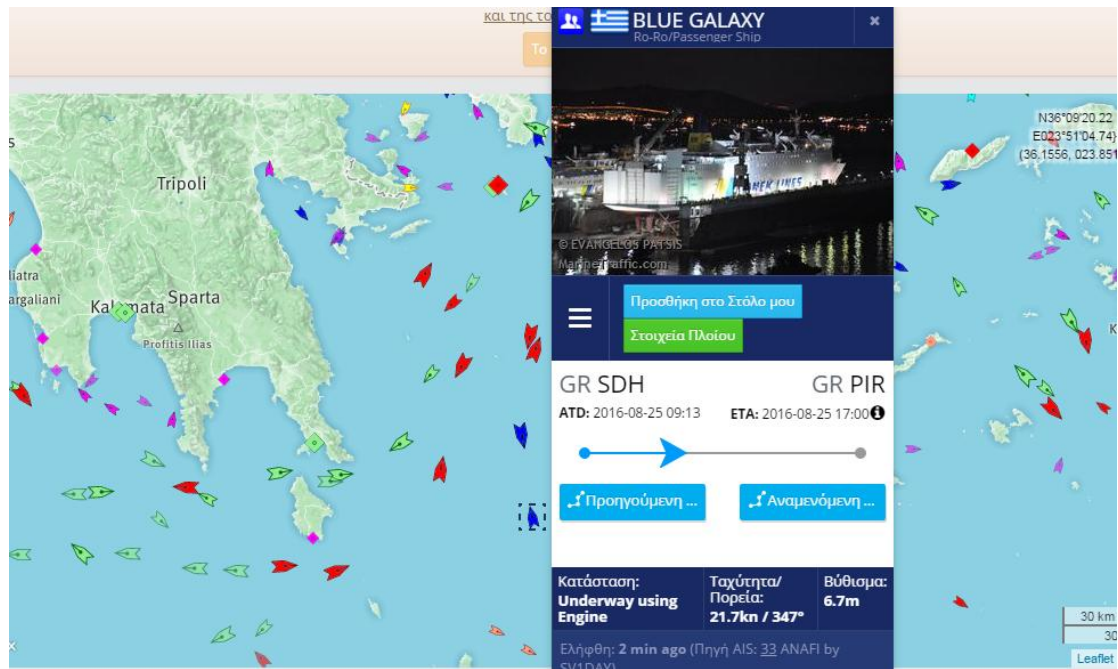 και της το
Το
BLUE GALAXY
Ro-Ro/Passenger Ship
×
N36°09'20.22
E023°51'04.74)
(36.1556, 023.851
Tripoli
© EVANGELOS PATSIS
MarineTraffic.com
liatra
argaliani
Kalamata
Sparta
Profitis Ilias
Προσθήκη στο Στόλο μου
Στοιχεία Πλοίου
GR SDH
GR PIR
ATD: 2016-08-25 09:13
ETA: 2016-08-25 17:00
Προηγούμενη ...
Αναμενόμενη ...
Κατάσταση:
Underway using
Engine
Ταχύτητα/
Πορεία:
21.7kn / 347°
Βύθισμα:
6.7m
Ελήφθη: 2 min ago (Πηγή AIS: 33 ANAFI by
SV1DAY)
30 km
30
Leaflet